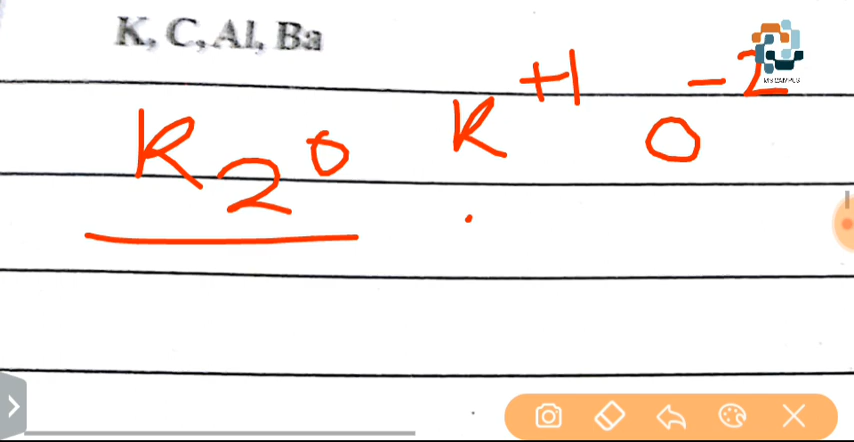 K, C, Al, Ba
K₂O K⁺¹ O⁻²